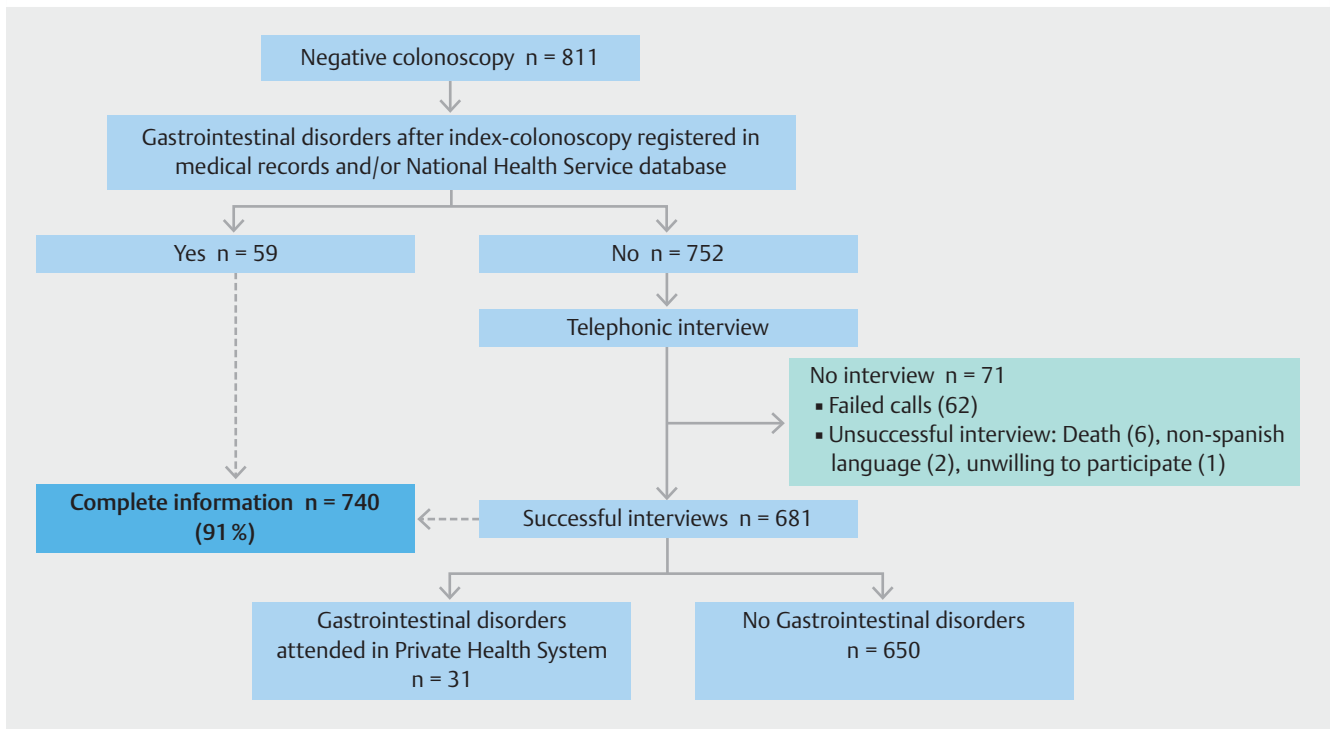 Negative colonoscopy n = 811
Gastrointestinal disorders after index-colonoscopy registered in
medical records and/or National Health Service database
Yes n = 59
No n = 752
Telephonic interview
No interview n = 71
▪ Failed calls (62)
▪ Unsuccessful interview: Death (6), non-spanish
language (2), unwilling to participate (1)
Complete information n = 740
(91 %)
Successful interviews n = 681
Gastrointestinal disorders
attended in Private Health System
n = 31
No Gastrointestinal disorders
n = 650